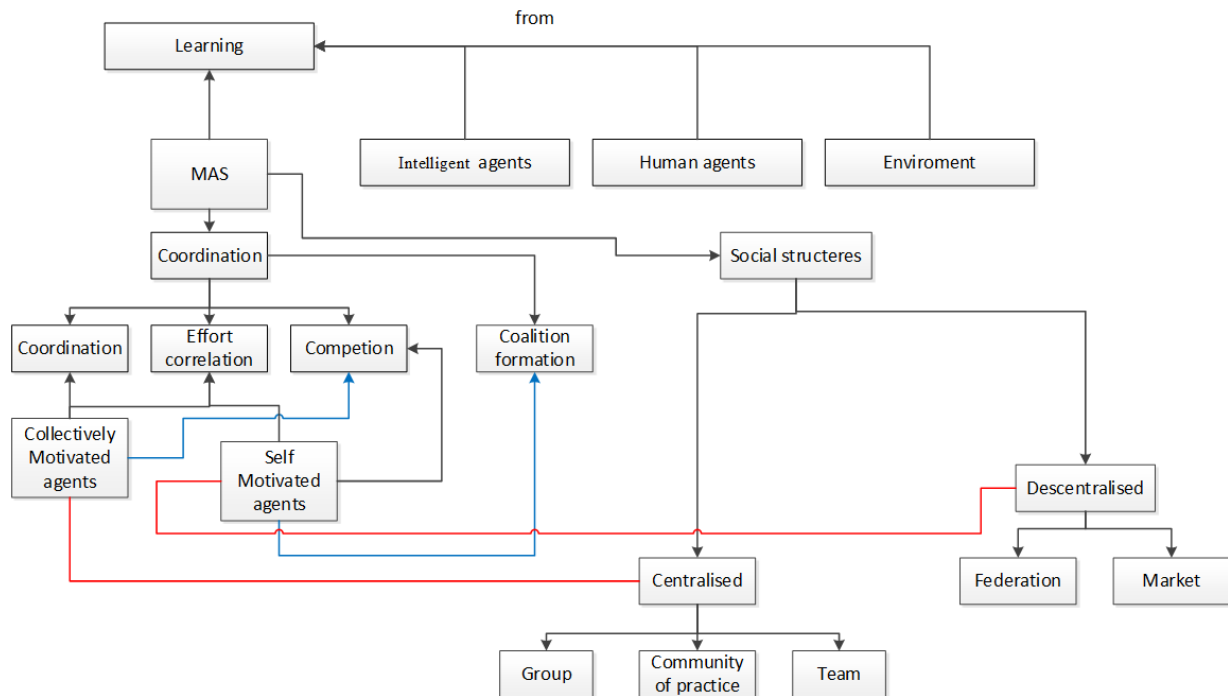 from
Learning
Intelligent agents
Human agents
Enviroment
MAS
Coordination
Social structeres
Coordination
Effort
correlation
Competion
Coalition
formation
Collectively
Motivated
agents
Self
Motivated
agents
Descentralised
Centralised
Federation
Market
Group
Community
of practice
Team